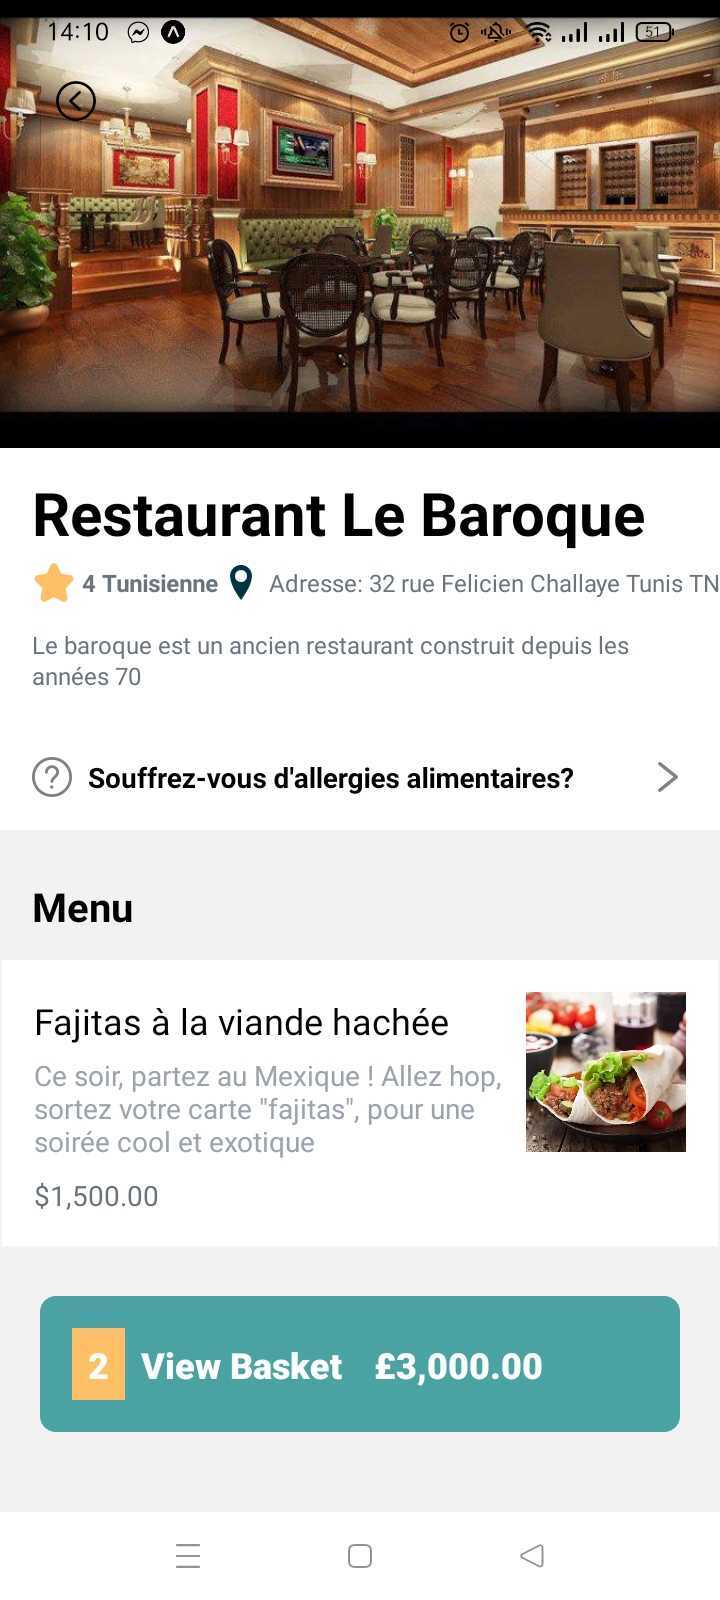 14:10
51
Restaurant Le Baroque
4 Tunisienne Adresse: 32 rue Felicien Challaye Tunis TN
Le baroque est un ancien restaurant construit depuis les
années 70
Souffrez-vous d'allergies alimentaires?
Menu
Fajitas à la viande hachée
Ce soir, partez au Mexique ! Allez hop,
sortez votre carte "fajitas", pour une
soirée cool et exotique
$1,500.00
2 View Basket £3,000.00